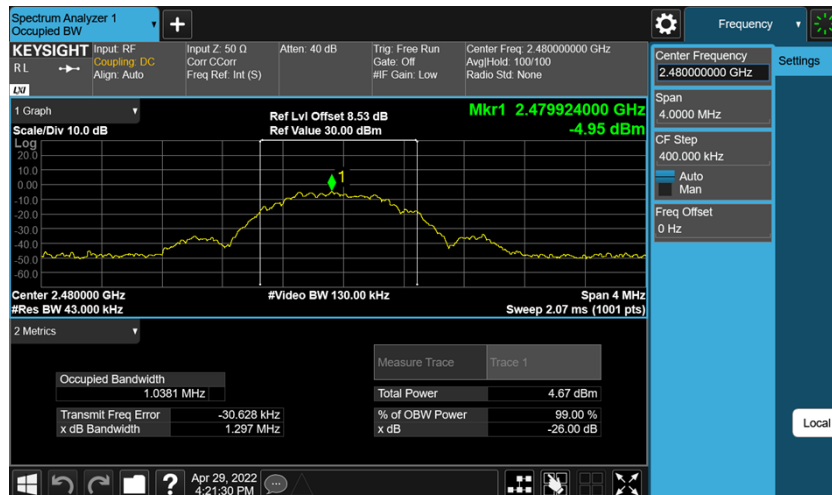 Spectrum Analyzer 1
Occupied BW
Frequency
KEYSIGHT
RL
LXI
Input: RF
Coupling: DC
Align: Auto
Input Z: 50 Ω
Corr CCorr
Freq Ref: Int (S)
Atten: 40 dB
Trig: Free Run
Gate: Off
#IF Gain: Low
Center Freq: 2.480000000 GHz
Avg|Hold: 100/100
Radio Std: None
Center Frequency
2.480000000 GHz
Settings
Span
4.0000 MHz
CF Step
400.000 kHz
Auto
Man
Freq Offset
0 Hz
1 Graph
Scale/Div 10.0 dB
Ref Lvl Offset 8.53 dB
Ref Value 30.00 dBm
Mkr1 2.479924000 GHz
-4.95 dBm
Log
20.0
10.0
0.00
-10.0
-20.0
-30.0
-40.0
-50.0
-60.0
1
Center 2.480000 GHz
#Res BW 43.000 kHz
#Video BW 130.00 kHz
Span 4 MHz
Sweep 2.07 ms (1001 pts)
2 Metrics
Measure Trace Trace 1
Occupied Bandwidth
1.0381 MHz
Total Power 4.67 dBm
Transmit Freq Error -30.628 kHz
% of OBW Power 99.00 %
x dB Bandwidth 1.297 MHz
x dB -26.00 dB
Local
Apr 29, 2022
4:21:30 PM